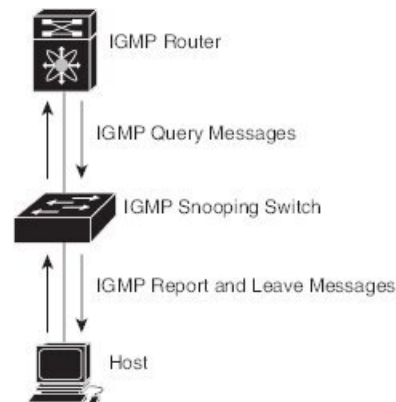 IGMP Router
IGMP Query Messages
IGMP Snooping Switch
IGMP Report and Leave Messages
Host